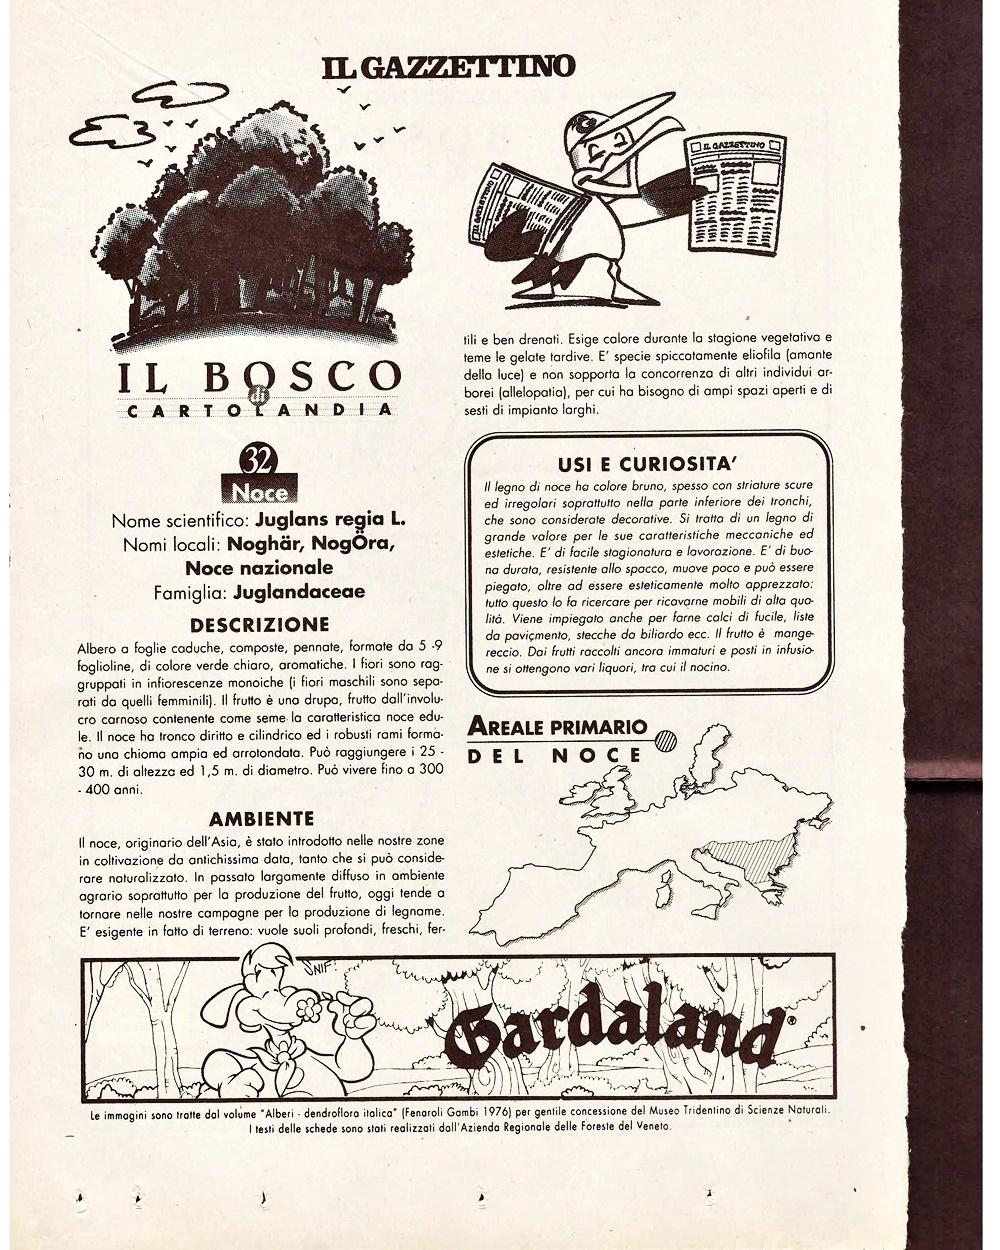 IL GAZZETTINO
IL GAZZETTINO
IL GAZZETTINO
IL BOSCO
di
CARTOLANDIA
32
Noce
Nome scientifico: Juglans regia L.
Nomi locali: Noghär, NogÖra,
Noce nazionale
Famiglia: Juglandaceae
DESCRIZIONE
Albero a foglie caduche, composte, pennate, formate da 5 -9
foglioline, di colore verde chiaro, aromatiche. I fiori sono rag-
gruppati in infiorescenze monoiche (i fiori maschili sono sepa-
rati da quelli femminili). Il frutto è una drupa, frutto dall'involu-
cro carnoso contenente come seme la caratteristica noce edu-
le. Il noce ha tronco diritto e cilindrico ed i robusti rami forma-
no una chioma ampia ed arrotondata. Può raggiungere i 25 -
30 m. di altezza ed 1,5 m. di diametro. Può vivere fino a 300
- 400 anni.
AMBIENTE
Il noce, originario dell'Asia, è stato introdotto nelle nostre zone
in coltivazione da antichissima data, tanto che si può conside-
rare naturalizzato. In passato largamente diffuso in ambiente
agrario soprattutto per la produzione del frutto, oggi tende a
tornare nelle nostre campagne per la produzione di legname.
E' esigente in fatto di terreno: vuole suoli profondi, freschi, fer-
tili e ben drenati. Esige calore durante la stagione vegetativa e
teme le gelate tardive. E' specie spiccatamente eliofila (amante
della luce) e non sopporta la concorrenza di altri individui ar-
borei (allelopatia), per cui ha bisogno di ampi spazi aperti e di
sesti di impianto larghi.
USI E CURIOSITA'
Il legno di noce ha colore bruno, spesso con striature scure
ed irregolari soprattutto nella parte inferiore dei tronchi,
che sono considerate decorative. Si tratta di un legno di
grande valore per le sue caratteristiche meccaniche ed
estetiche. E' di facile stagionatura e lavorazione. E' di buo-
na durata, resistente allo spacco, muove poco e può essere
piegato, oltre ad essere esteticamente molto apprezzato:
tutto questo lo fa ricercare per ricavarne mobili di alta qua-
lità. Viene impiegato anche per farne calci di fucile, liste
da pavimento, stecche da biliardo ecc. Il frutto è mange-
reccio. Dai frutti raccolti ancora immaturi e posti in infusio-
ne si ottengono vari liquori, tra cui il nocino.
AREALE PRIMARIO
DEL NOCE
SNIF!
Gardaland®
Le immagini sono tratte dal volume "Alberi - dendroflora italica" (Fenaroli Gambi 1976) per gentile concessione del Museo Tridentino di Scienze Naturali.
I testi delle schede sono stati realizzati dall'Azienda Regionale delle Foreste del Veneto.